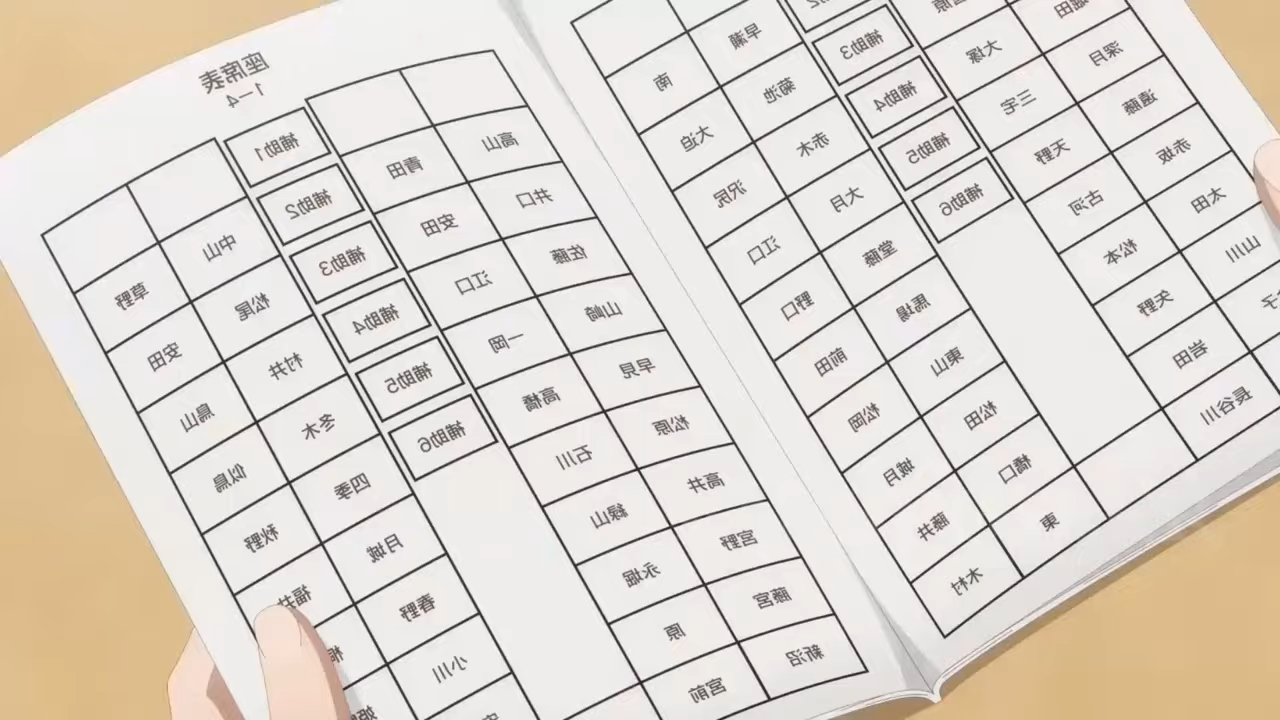 座席表
1-4
補助1
草野 中山 補助2 青田 高山
安田 松尾 補助3 安田 井口
鳥山 村井 補助4 江口 佐藤
似鳥 冬木 補助5 一岡 山崎
秋野 四季 補助6 高橋 早見
福井 月城 石川 松原
春野 緑山 高井
小川 永堀 宮野
原 藤宮
宮前 新沼
南 早瀬
大迫 菊池 補助3
沢尻 赤木 補助4 大塚 堀田
江口 大月 補助5 三宅 深月
野口 堂藤 補助6 天野 遠藤
前田 馬場 古河 赤坂
松岡 東山 松本 太田
城月 松田 矢野 山川
藤井 橋口 岩田
木村 東 長谷川